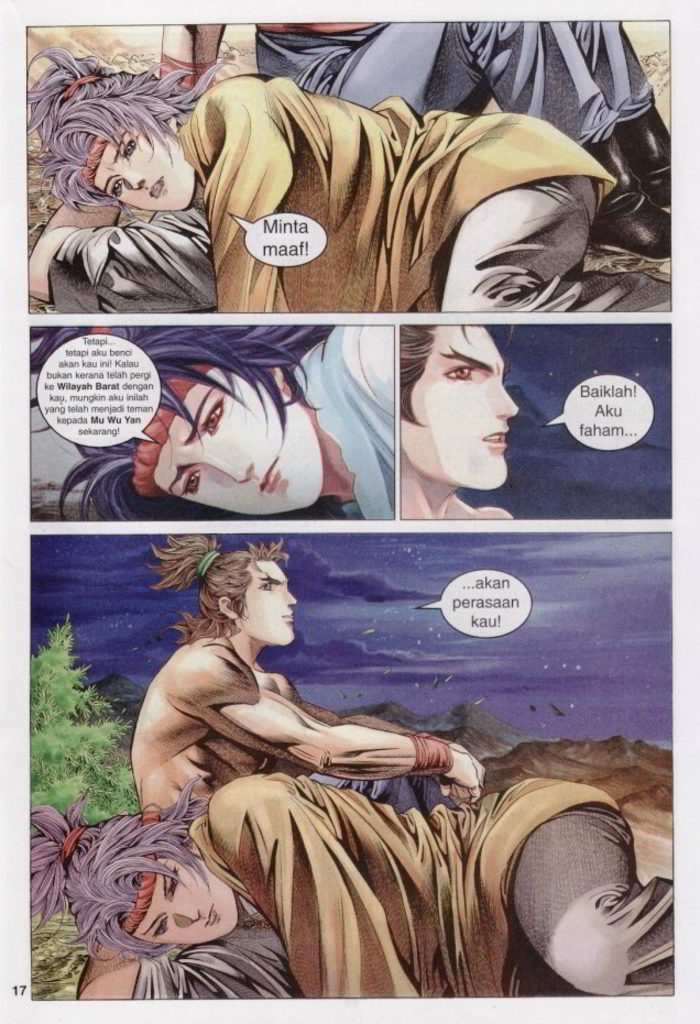 Minta
maaf!
Tetapi...
tetapi aku benci
akan kau ini! Kalau
bukan kerana telah pergi
ke Wilayah Barat dengan
kau, mungkin aku inilah
yang telah menjadi teman
kepada Mu Wu Yan
sekarang!
Baiklah!
Aku
faham...
...akan
perasaan
kau!
17